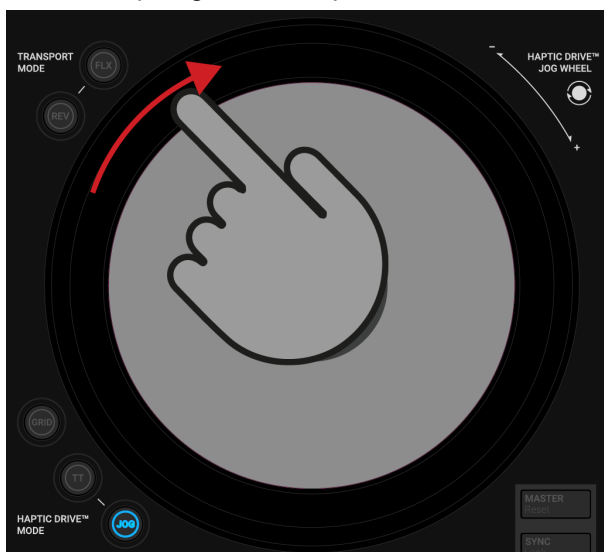 TRANSPORT
MODE
FLX
REV
HAPTIC DRIVE™
JOG WHEEL
-
+
GRID
TT
HAPTIC DRIVE™
MODE
JOG
MASTER
Reset
SYNC